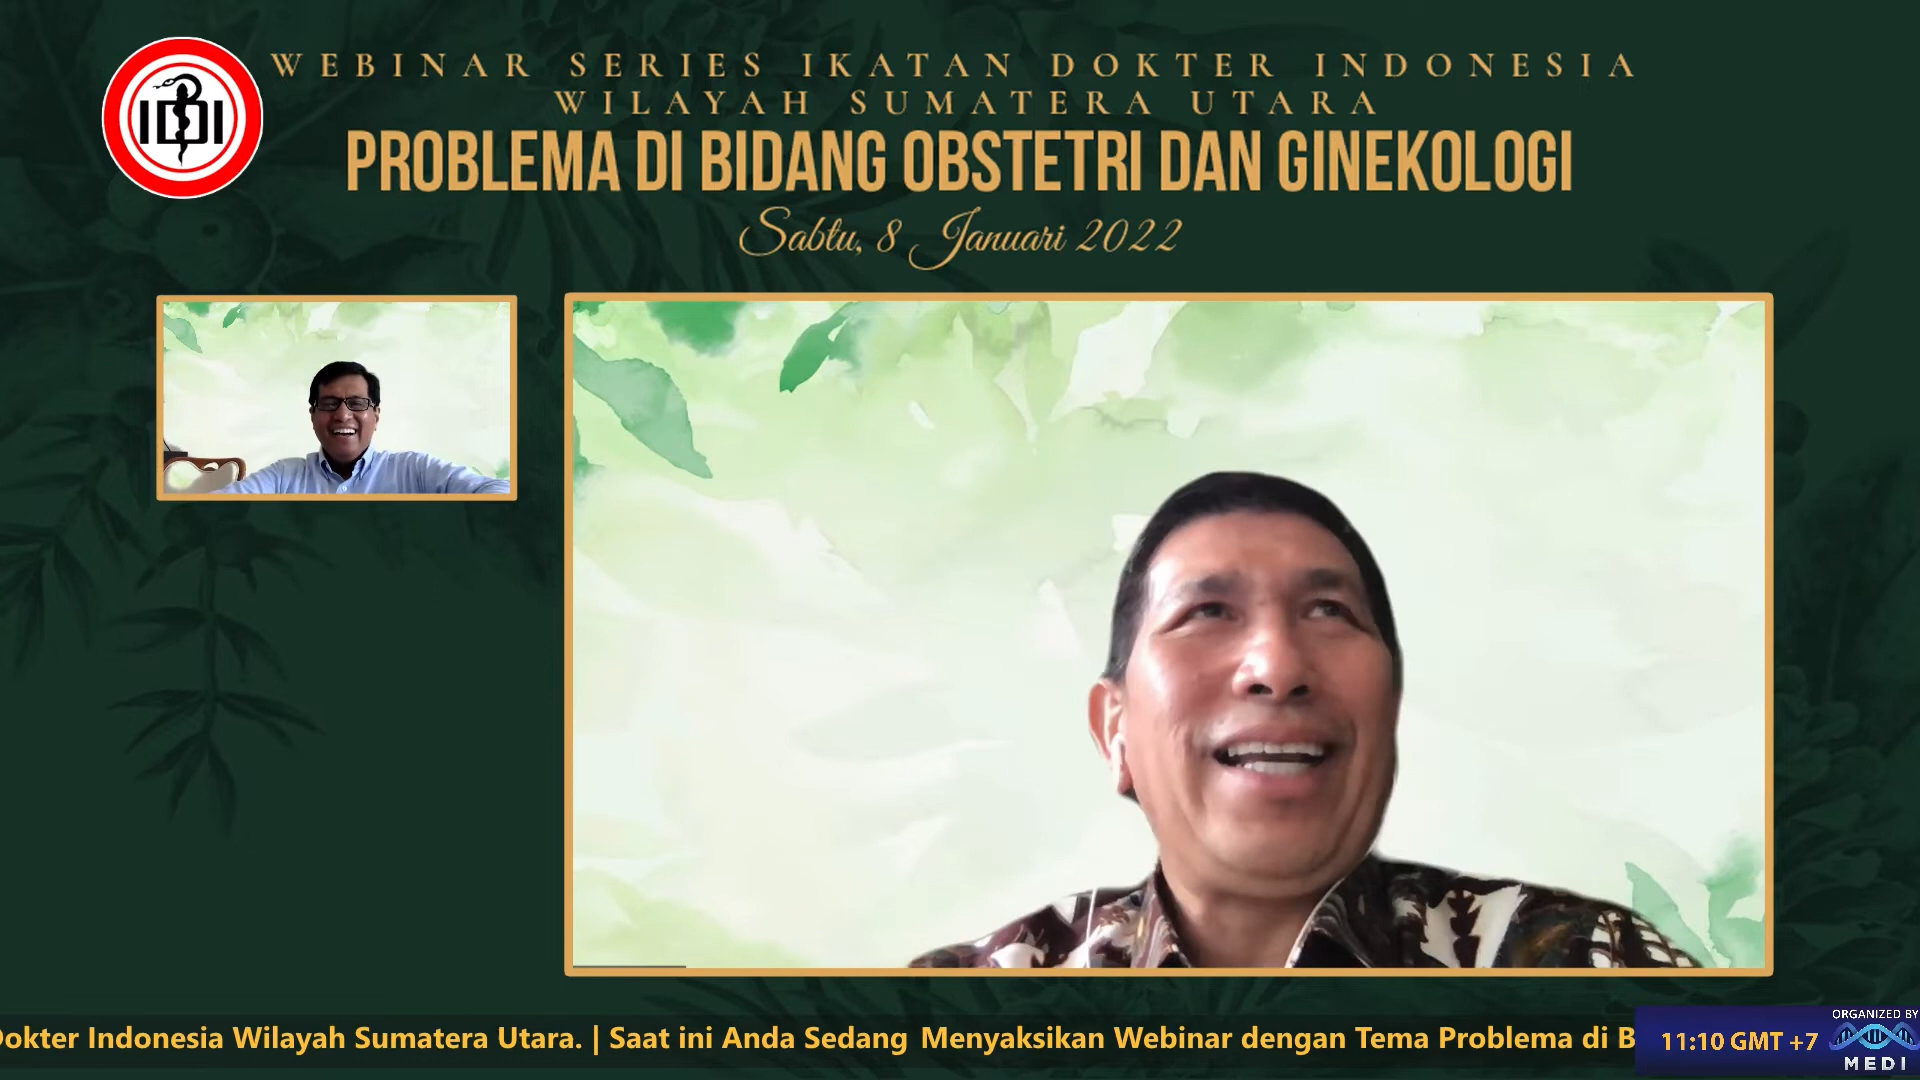 WEBINAR SERIES IKATAN DOKTER INDONESIA
WILAYAH SUMATERA UTARA
PROBLEMA DI BIDANG OBSTETRI DAN GINEKOLOGI
Sabtu, 8 Januari 2022
IDI
Dokter Indonesia Wilayah Sumatera Utara. | Saat ini Anda Sedang Menyaksikan Webinar dengan Tema Problema di B
11:10 GMT +7
ORGANIZED BY
MEDI